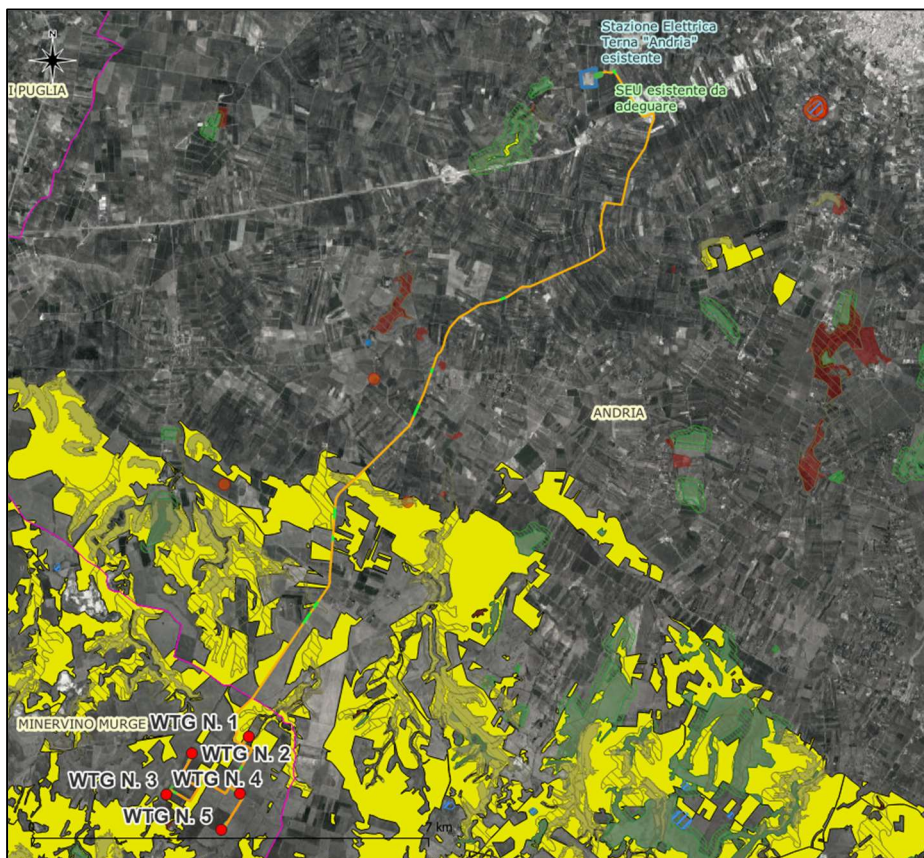 N
Stazione Elettrica
Terna "Andria"
esistente
I PUGLIA
SEU esistente da
adeguare
ANDRIA
MINERVINO MURGE
WTG N. 1
WTG N. 2
WTG N. 3
WTG N. 4
WTG N. 5
7 km